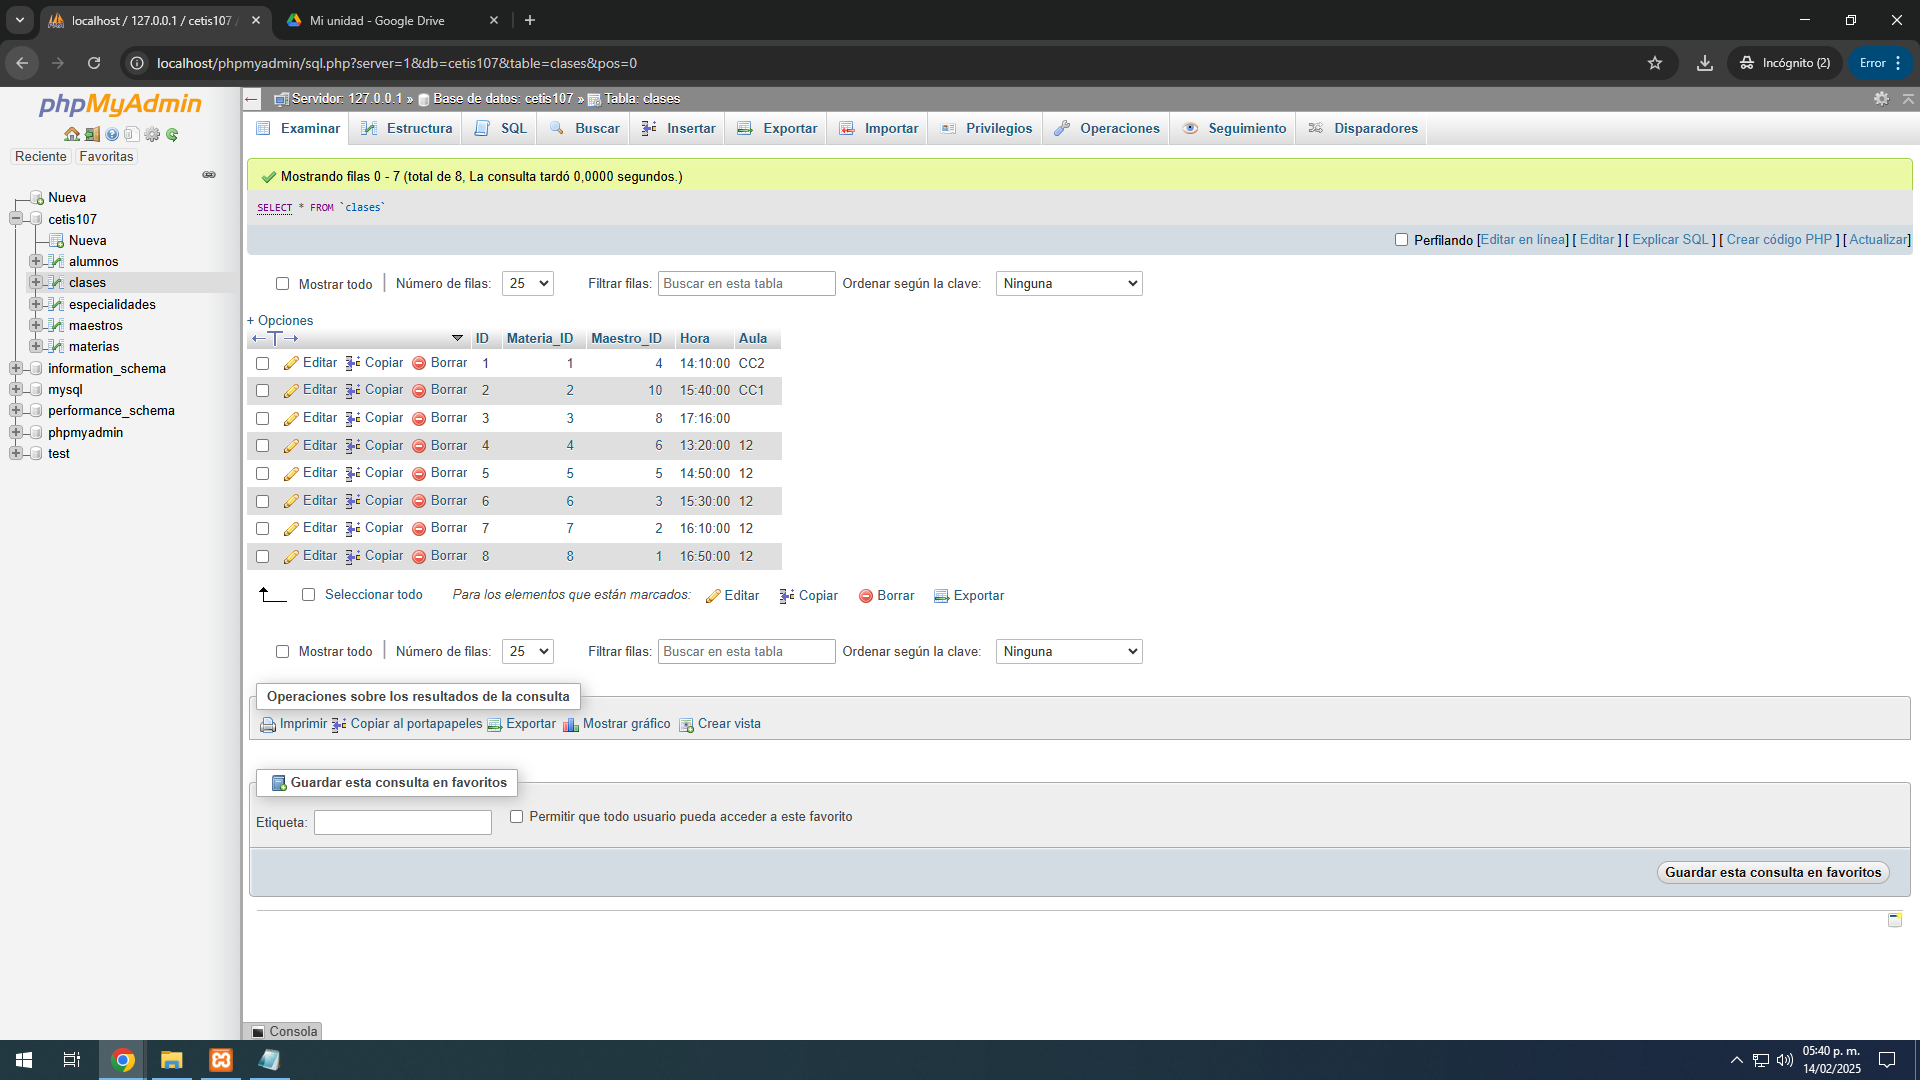 localhost / 127.0.0.1 / cetis107
Mi unidad - Google Drive
localhost/phpmyadmin/sql.php?server=1&db=cetis107&table=clases&pos=0
Incógnito (2)
Error
phpMyAdmin
Reciente
Favoritas
Nueva
cetis107
Nueva
alumnos
clases
especialidades
maestros
materias
information_schema
mysql
performance_schema
phpmyadmin
test
Servidor: 127.0.0.1 » Base de datos: cetis107 » Tabla: clases
Examinar Estructura SQL Buscar Insertar Exportar Importar Privilegios Operaciones Seguimiento Disparadores
Mostrando filas 0 - 7 (total de 8, La consulta tardó 0,0000 segundos.)
SELECT * FROM `clases`
Perfilando [Editar en línea] [ Editar ] [ Explicar SQL ] [ Crear código PHP ] [ Actualizar]
Mostrar todo | Número de filas: 25 Filtrar filas: Buscar en esta tabla Ordenar según la clave: Ninguna
+ Opciones
←T→ ID Materia_ID Maestro_ID Hora Aula
Editar Copiar Borrar 1 1 4 14:10:00 CC2
Editar Copiar Borrar 2 2 10 15:40:00 CC1
Editar Copiar Borrar 3 3 8 17:16:00
Editar Copiar Borrar 4 4 6 13:20:00 12
Editar Copiar Borrar 5 5 5 14:50:00 12
Editar Copiar Borrar 6 6 3 15:30:00 12
Editar Copiar Borrar 7 7 2 16:10:00 12
Editar Copiar Borrar 8 8 1 16:50:00 12
Seleccionar todo Para los elementos que están marcados: Editar Copiar Borrar Exportar
Mostrar todo | Número de filas: 25 Filtrar filas: Buscar en esta tabla Ordenar según la clave: Ninguna
Operaciones sobre los resultados de la consulta
Imprimir Copiar al portapapeles Exportar Mostrar gráfico Crear vista
Guardar esta consulta en favoritos
Etiqueta: Permitir que todo usuario pueda acceder a este favorito
Guardar esta consulta en favoritos
Consola
05:40 p. m.
14/02/2025